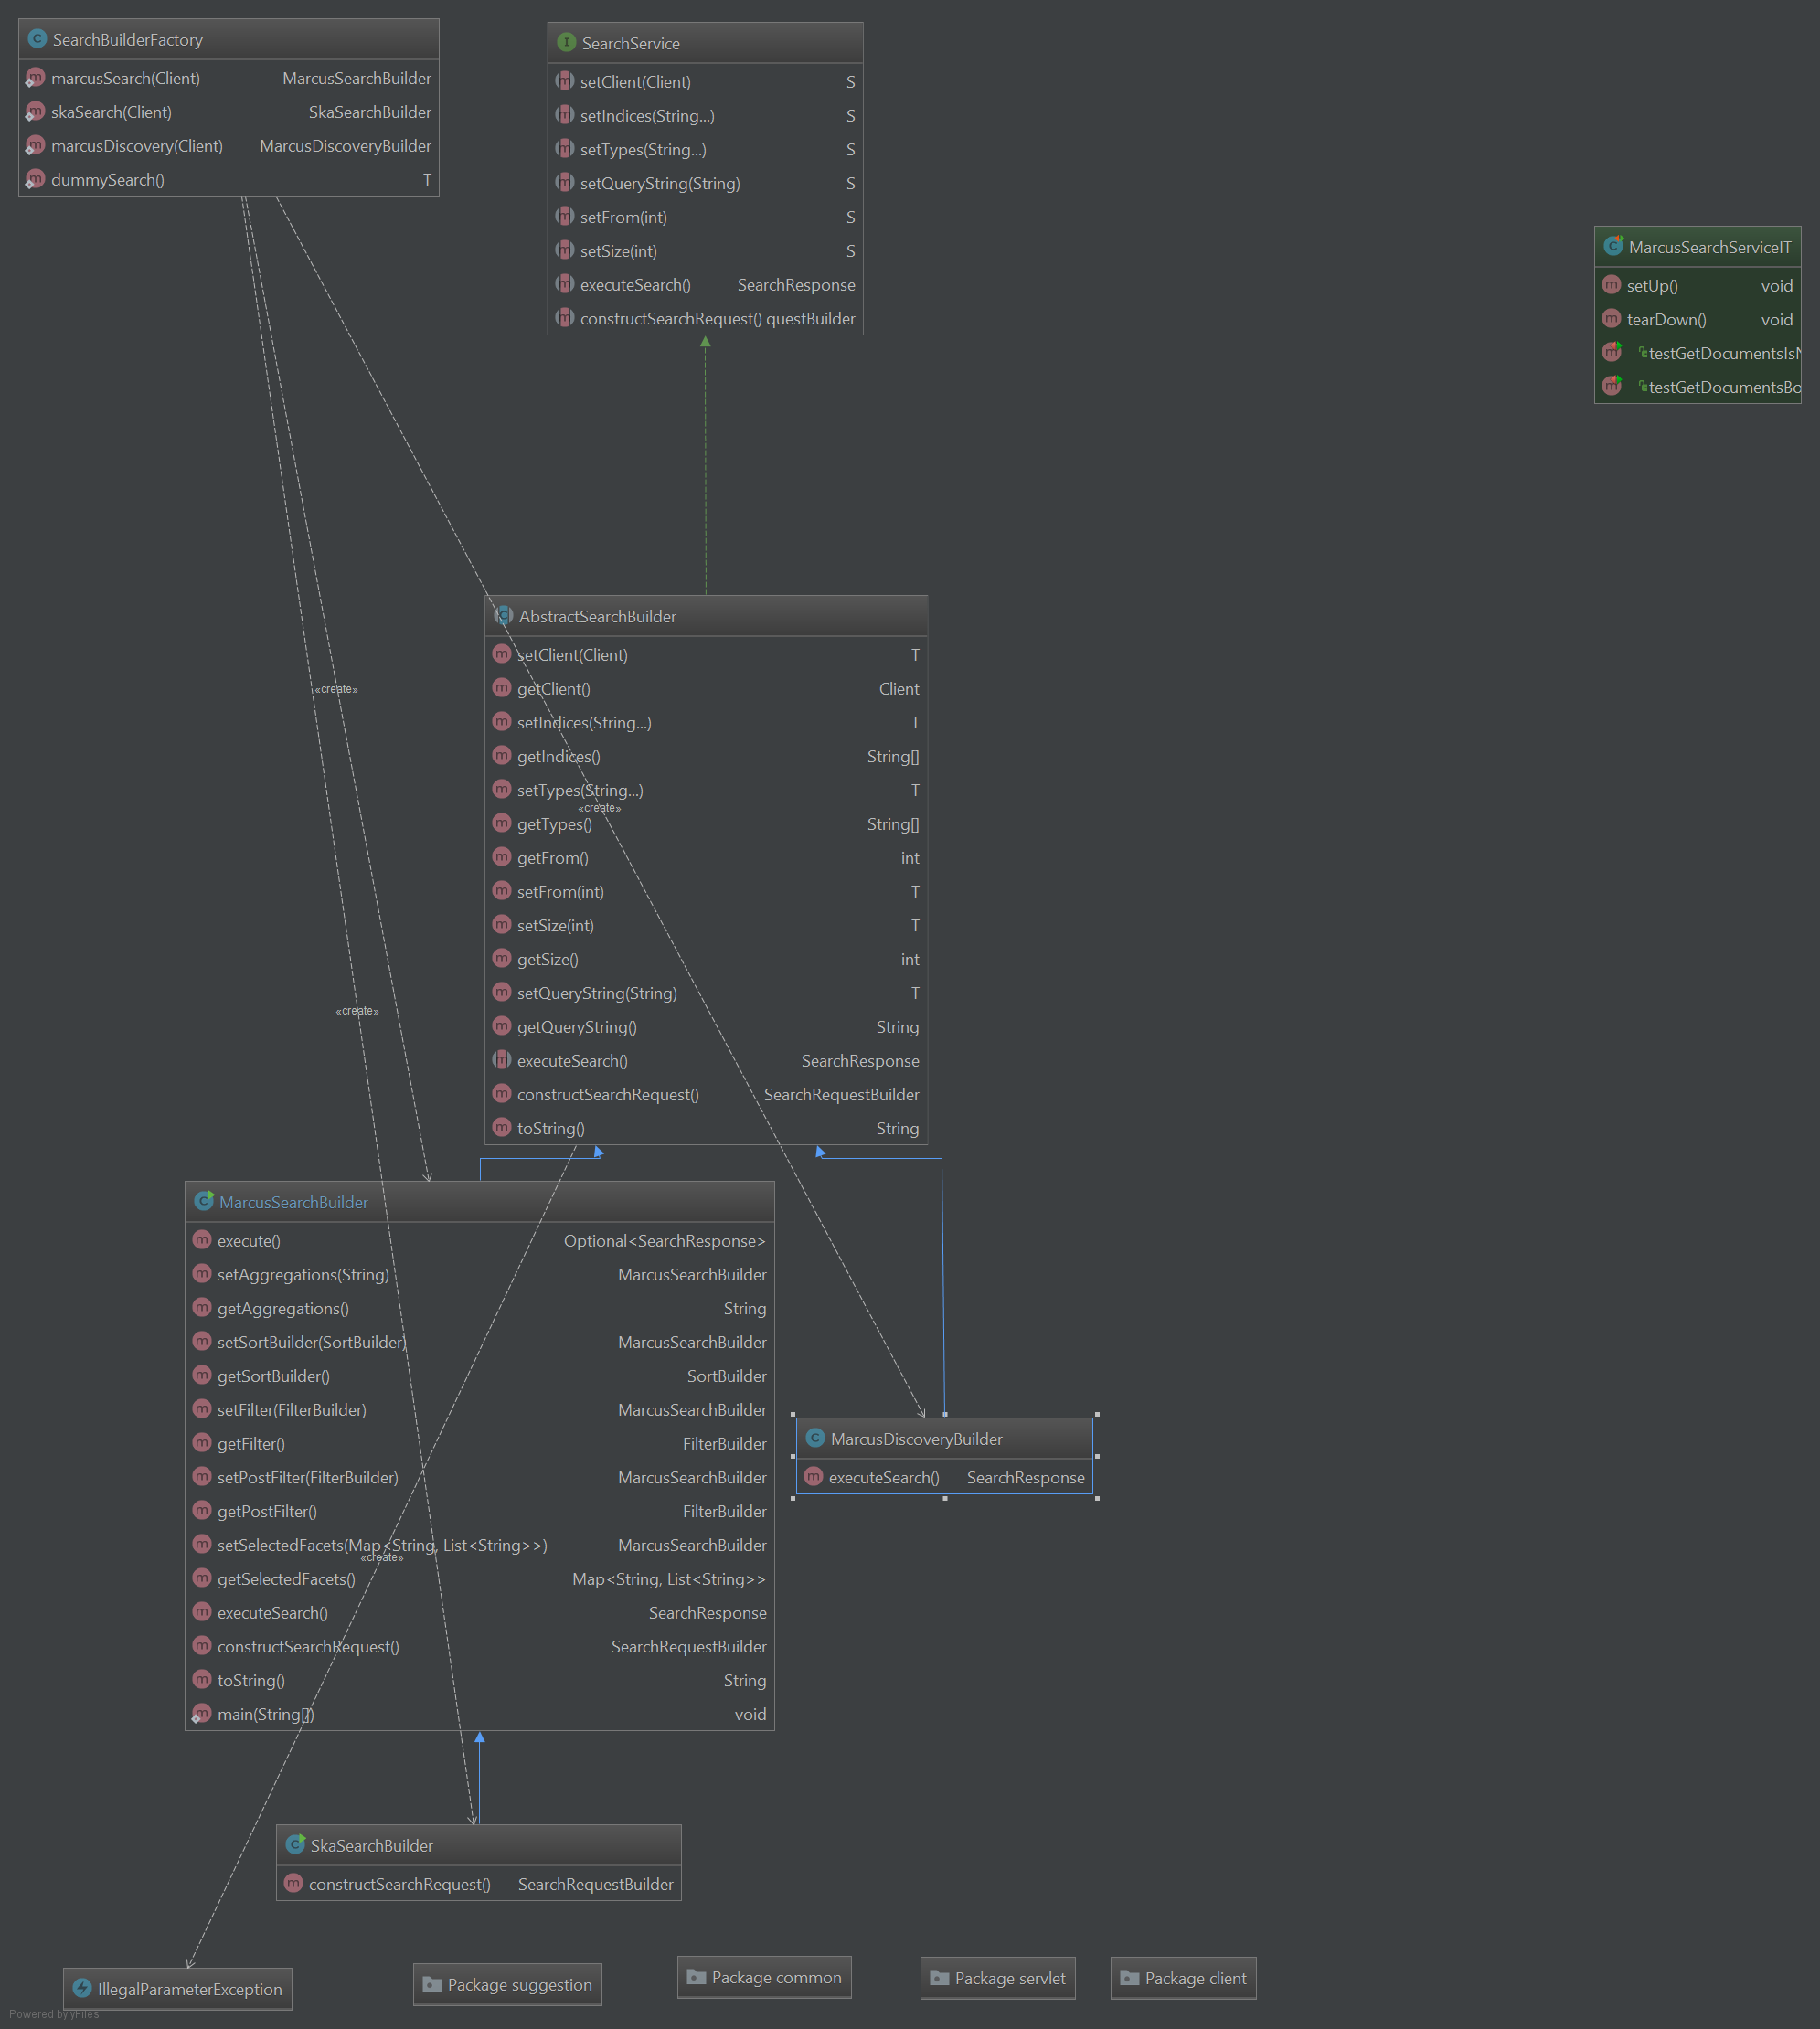 SearchBuilderFactory
marcusSearch(Client) MarcusSearchBuilder
skaSearch(Client) SkaSearchBuilder
marcusDiscovery(Client) MarcusDiscoveryBuilder
dummySearch() T
SearchService
setClient(Client) S
setIndices(String...) S
setTypes(String...) S
setQueryString(String) S
setFrom(int) S
setSize(int) S
executeSearch() SearchResponse
constructSearchRequest() questBuilder
MarcusSearchServiceIT
setUp() void
tearDown() void
testGetDocumentsIsN
testGetDocumentsBo
«create»
«create»
AbstractSearchBuilder
setClient(Client) T
getClient() Client
setIndices(String...) T
getIndices() String[]
setTypes(String...) T
«create»
getTypes() String[]
getFrom() int
setFrom(int) T
setSize(int) T
getSize() int
setQueryString(String) T
getQueryString() String
executeSearch() SearchResponse
constructSearchRequest() SearchRequestBuilder
toString() String
MarcusSearchBuilder
execute() Optional<SearchResponse>
setAggregations(String) MarcusSearchBuilder
getAggregations() String
setSortBuilder(SortBuilder) MarcusSearchBuilder
getSortBuilder() SortBuilder
setFilter(FilterBuilder) MarcusSearchBuilder
getFilter() FilterBuilder
setPostFilter(FilterBuilder) MarcusSearchBuilder
getPostFilter() FilterBuilder
setSelectedFacets(Map<String, List<String>>) MarcusSearchBuilder
«create»
getSelectedFacets() Map<String, List<String>>
executeSearch() SearchResponse
constructSearchRequest() SearchRequestBuilder
toString() String
main(String[]) void
MarcusDiscoveryBuilder
executeSearch() SearchResponse
SkaSearchBuilder
constructSearchRequest() SearchRequestBuilder
IllegalParameterException
Package suggestion
Package common
Package servlet
Package client
Powered by yFiles